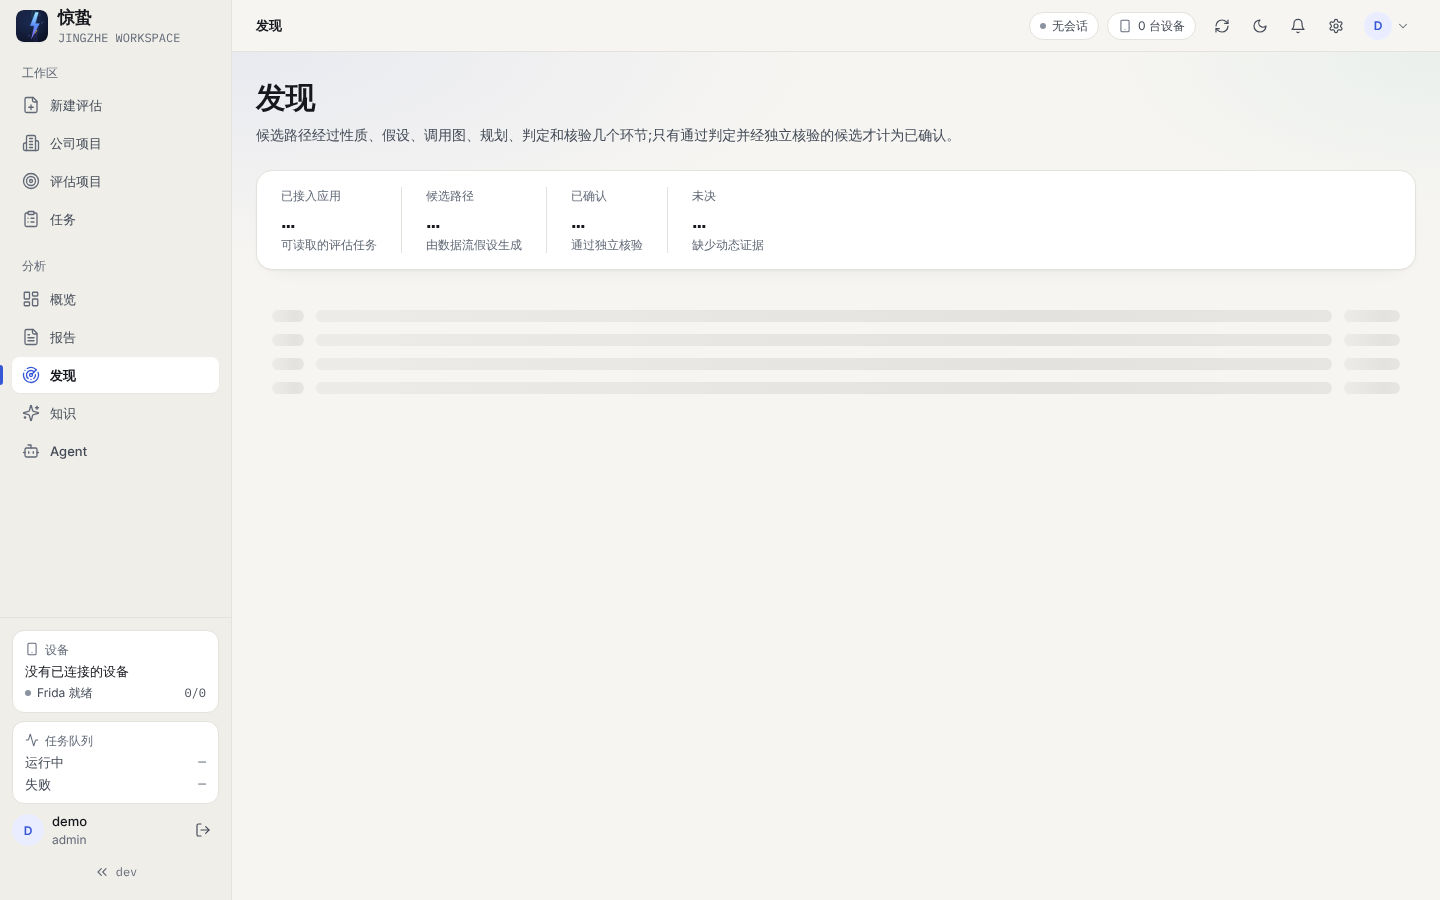 惊蛰
JINGZHE WORKSPACE
工作区
新建评估
公司项目
评估项目
任务
分析
概览
报告
发现
知识
Agent
设备
没有已连接的设备
Frida 就绪 0/0
任务队列
运行中 —
失败 —
D demo
admin
dev
发现
无会话
0 台设备
D
发现
候选路径经过性质、假设、调用图、规划、判定和核验几个环节;只有通过判定并经独立核验的候选才计为已确认。
已接入应用 候选路径 已确认 未决
… … … …
可读取的评估任务 由数据流假设生成 通过独立核验 缺少动态证据